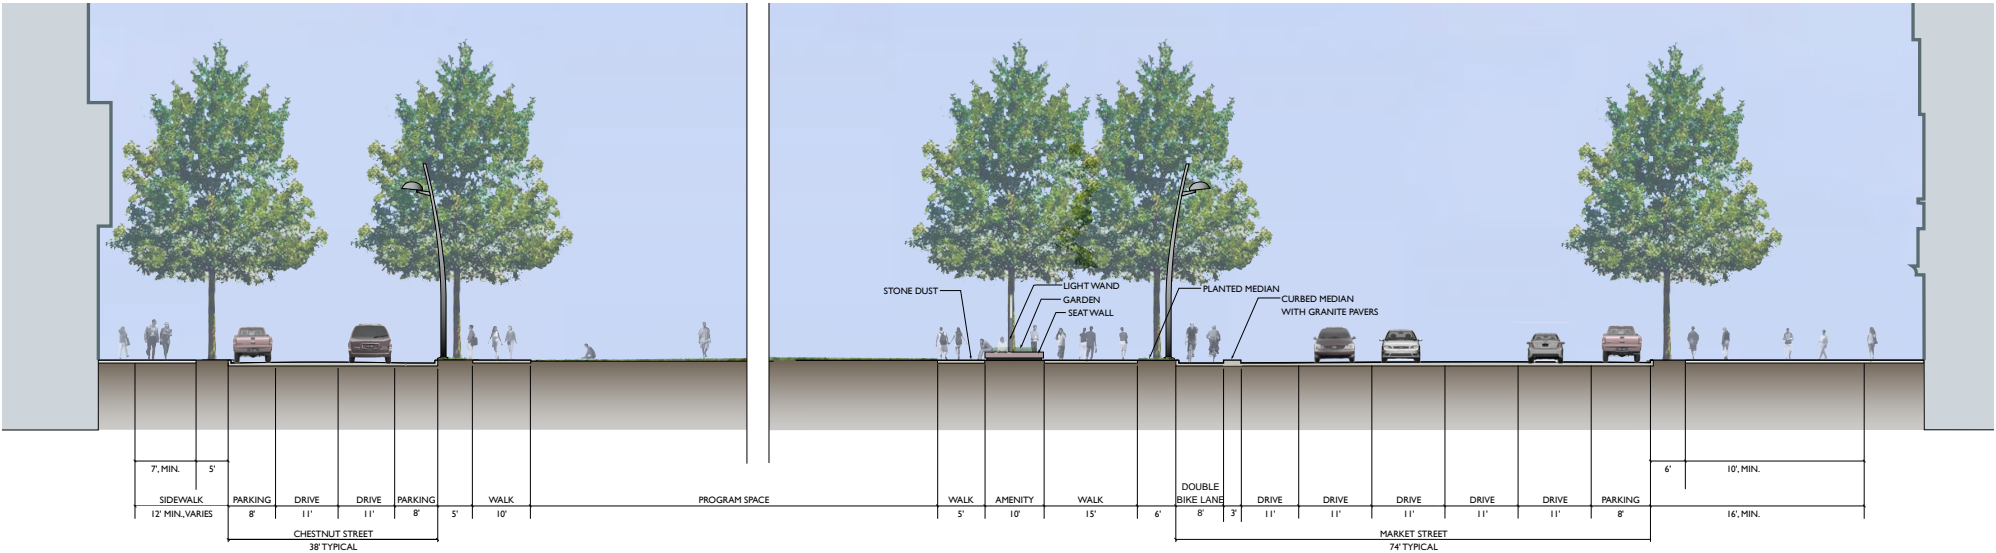 STONE DUST
LIGHT WAND
GARDEN
SEAT WALL
PLANTED MEDIAN
CURBED MEDIAN
WITH GRANITE PAVERS
7', MIN.
5'
6'
10', MIN.
SIDEWALK
PARKING
DRIVE
DRIVE
PARKING
WALK
PROGRAM SPACE
WALK
AMENITY
WALK
DOUBLE
BIKE LANE
DRIVE
DRIVE
DRIVE
DRIVE
DRIVE
PARKING
12' MIN., VARIES
8'
11'
11'
8'
5'
10'
5'
10'
15'
6'
8'
3'
11'
11'
11'
11'
11'
8'
16', MIN.
CHESTNUT STREET
38' TYPICAL
MARKET STREET
74' TYPICAL